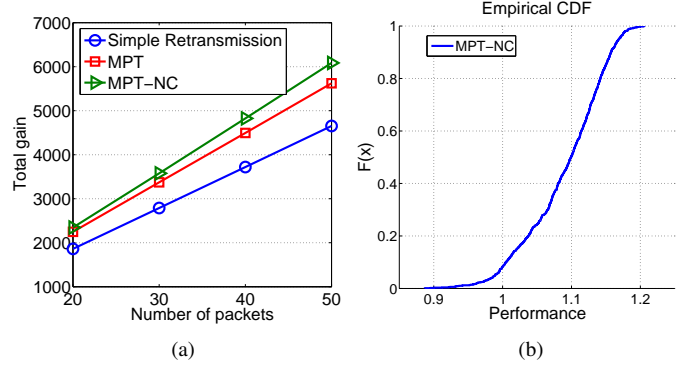 Simple Retransmission
MPT
MPT−NC
7000
6000
5000
4000
3000
2000
1000
Total gain
20
30
40
50
Number of packets
(a)
Empirical CDF
MPT−NC
1
0.8
0.6
0.4
0.2
0
F(x)
0.9
1
1.1
1.2
Performance
(b)